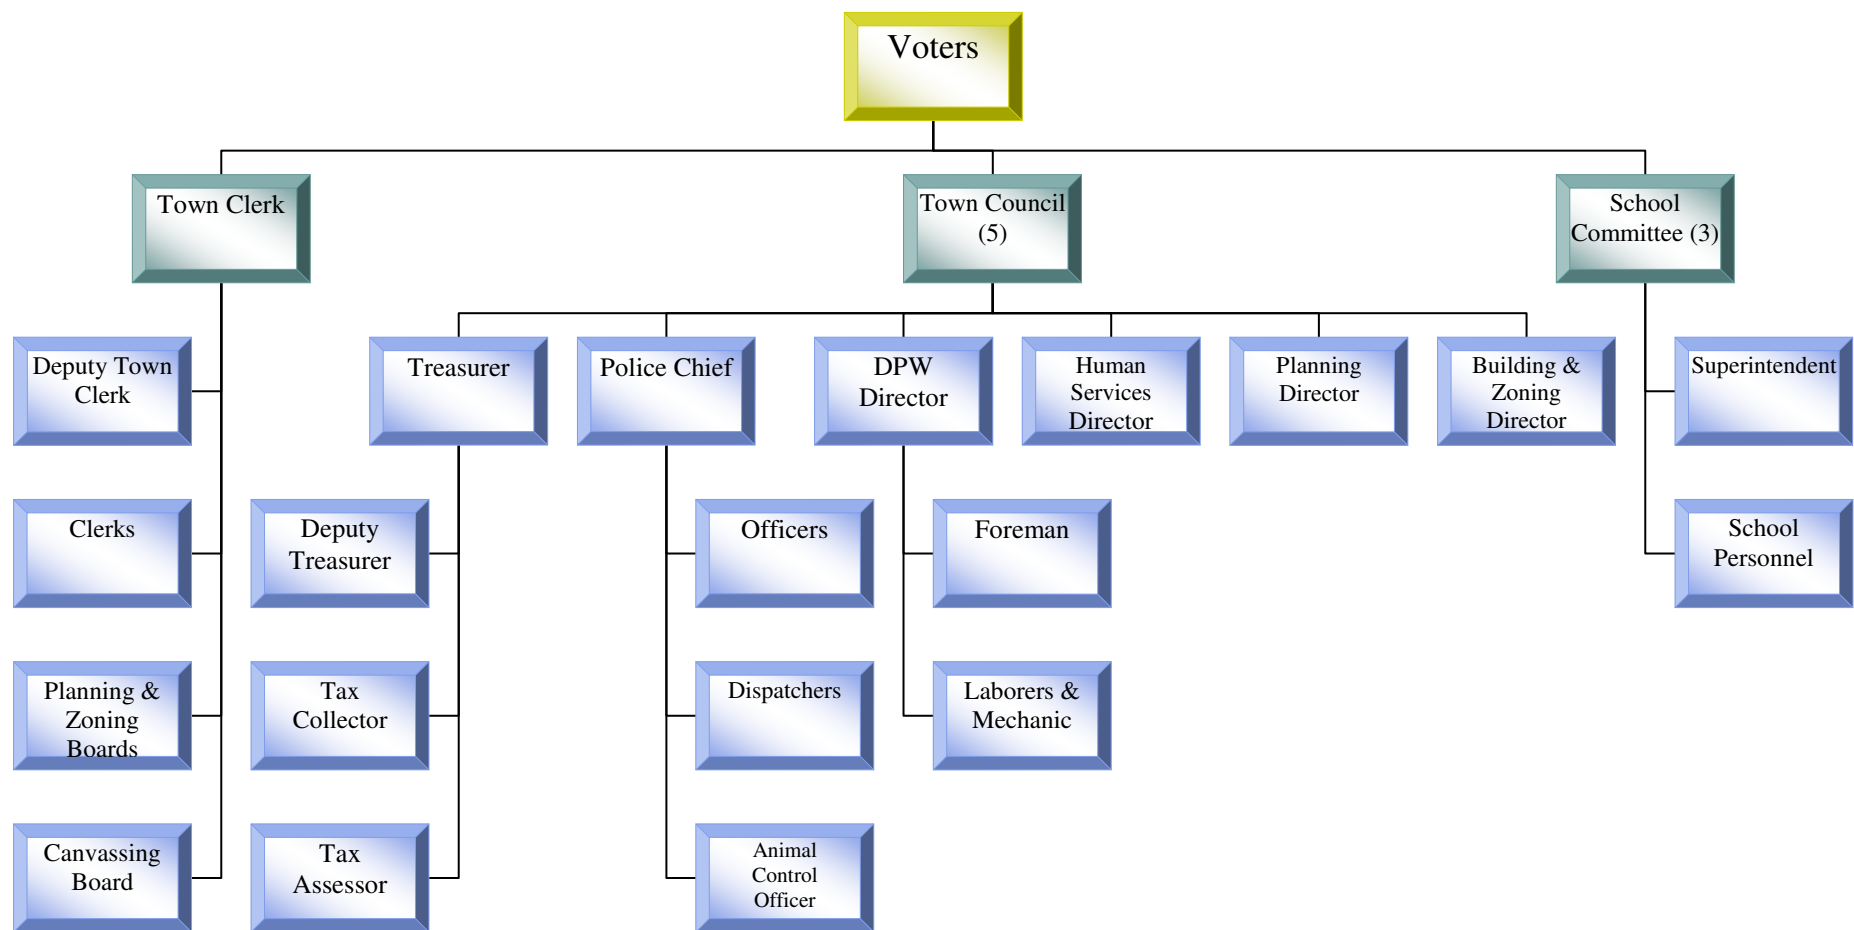 Voters
Town Clerk
Town Council
(5)
School
Committee (3)
Deputy Town
Clerk
Treasurer
Police Chief
DPW
Director
Human
Services
Director
Planning
Director
Building &
Zoning
Director
Superintendent
Clerks
Deputy
Treasurer
Officers
Foreman
School
Personnel
Planning &
Zoning
Boards
Tax
Collector
Dispatchers
Laborers &
Mechanic
Canvassing
Board
Tax
Assessor
Animal
Control
Officer